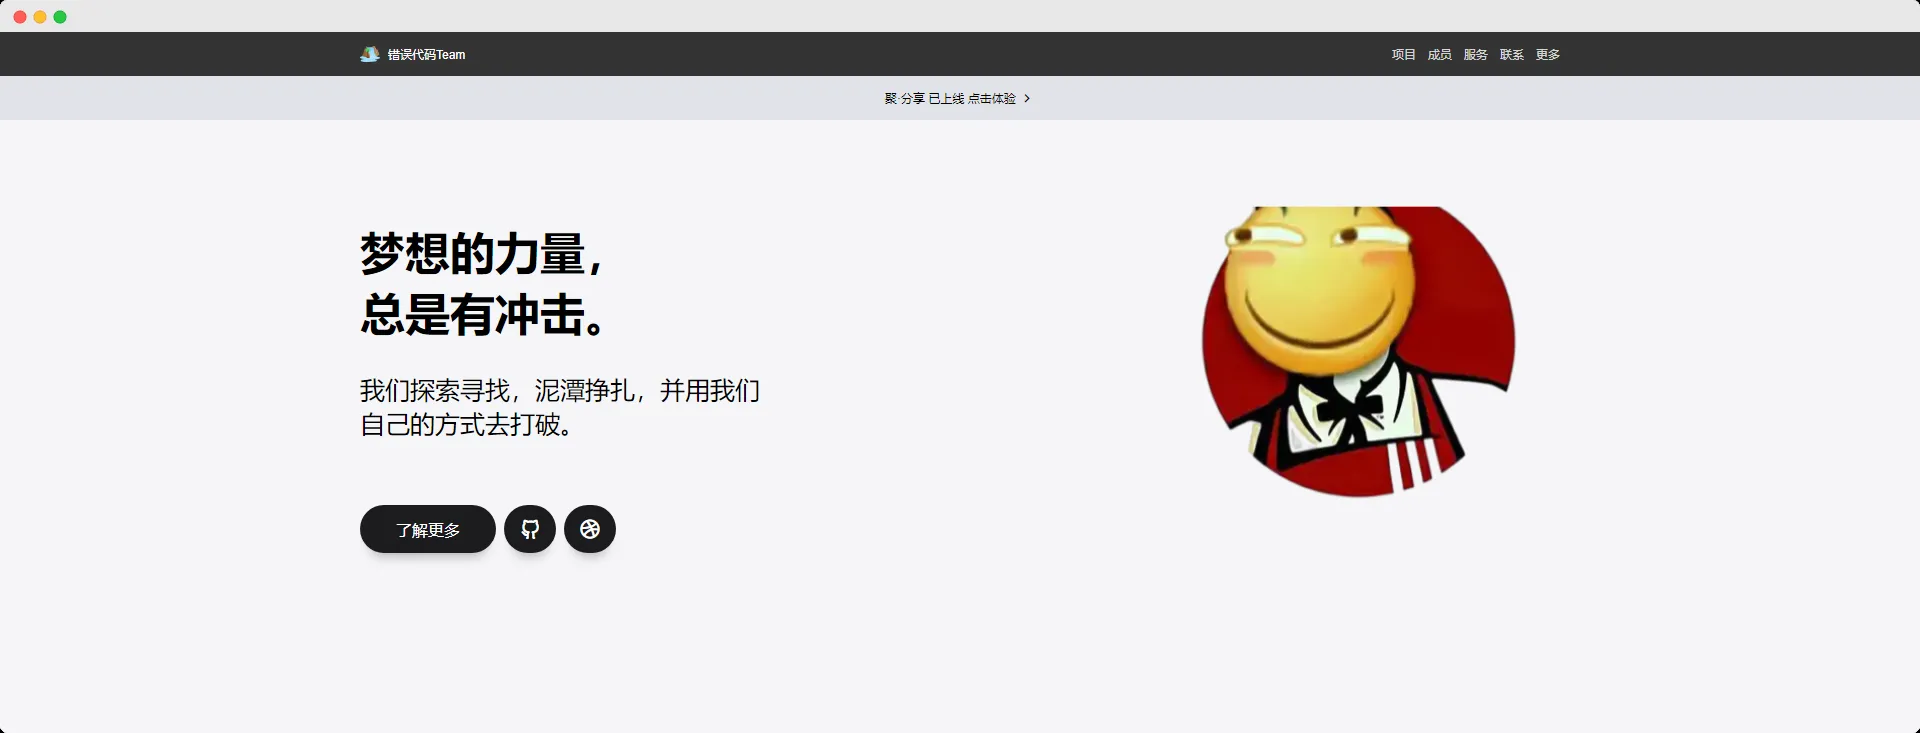 错误代码Team
项目 成员 服务 联系 更多
聚·分享 已上线 点击体验
梦想的力量，
总是有冲击。
我们探索寻找，泥潭挣扎，并用我们
自己的方式去打破。
了解更多